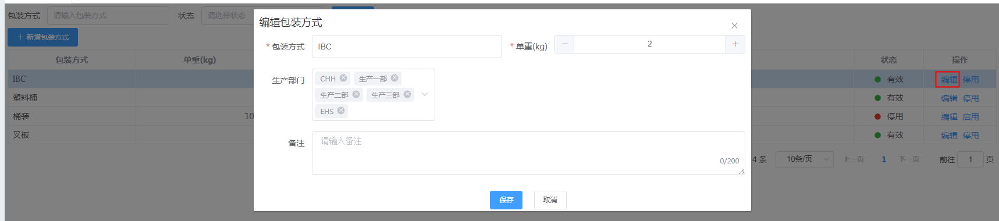 包装方式 请输入包装方式 状态 请选择状态
+ 新增包装方式
包装方式 单重(kg) 状态 操作
IBC 有效 编辑 停用
塑料桶 有效 编辑 停用
桶装 10 停用 编辑 启用
叉板 有效 编辑 停用
4 条 10条/页 上一页 1 下一页 前往 1 页
编辑包装方式
* 包装方式 IBC * 单重(kg) 2
生产部门 CHH 生产一部
生产二部 生产三部
EHS
备注 请输入备注
0/200
保存 取消